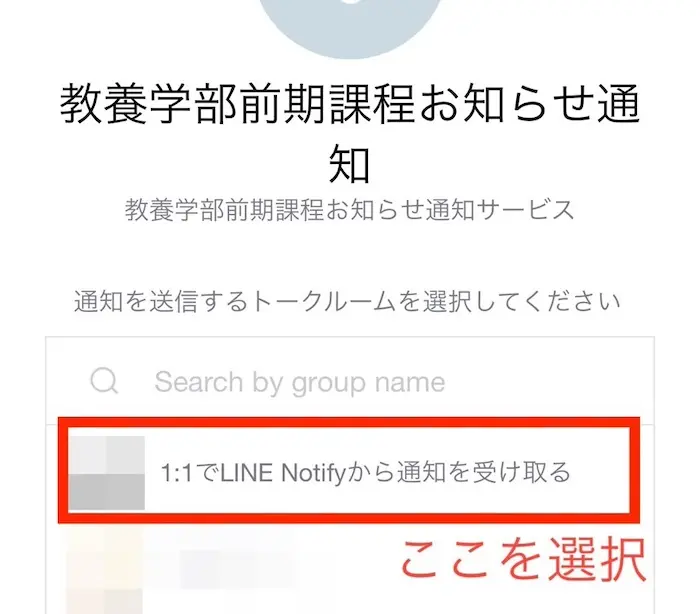 教養学部前期課程お知らせ通
知
教養学部前期課程お知らせ通知サービス
通知を送信するトークルームを選択してください
Search by group name
1:1でLINE Notifyから通知を受け取る
ここを選択